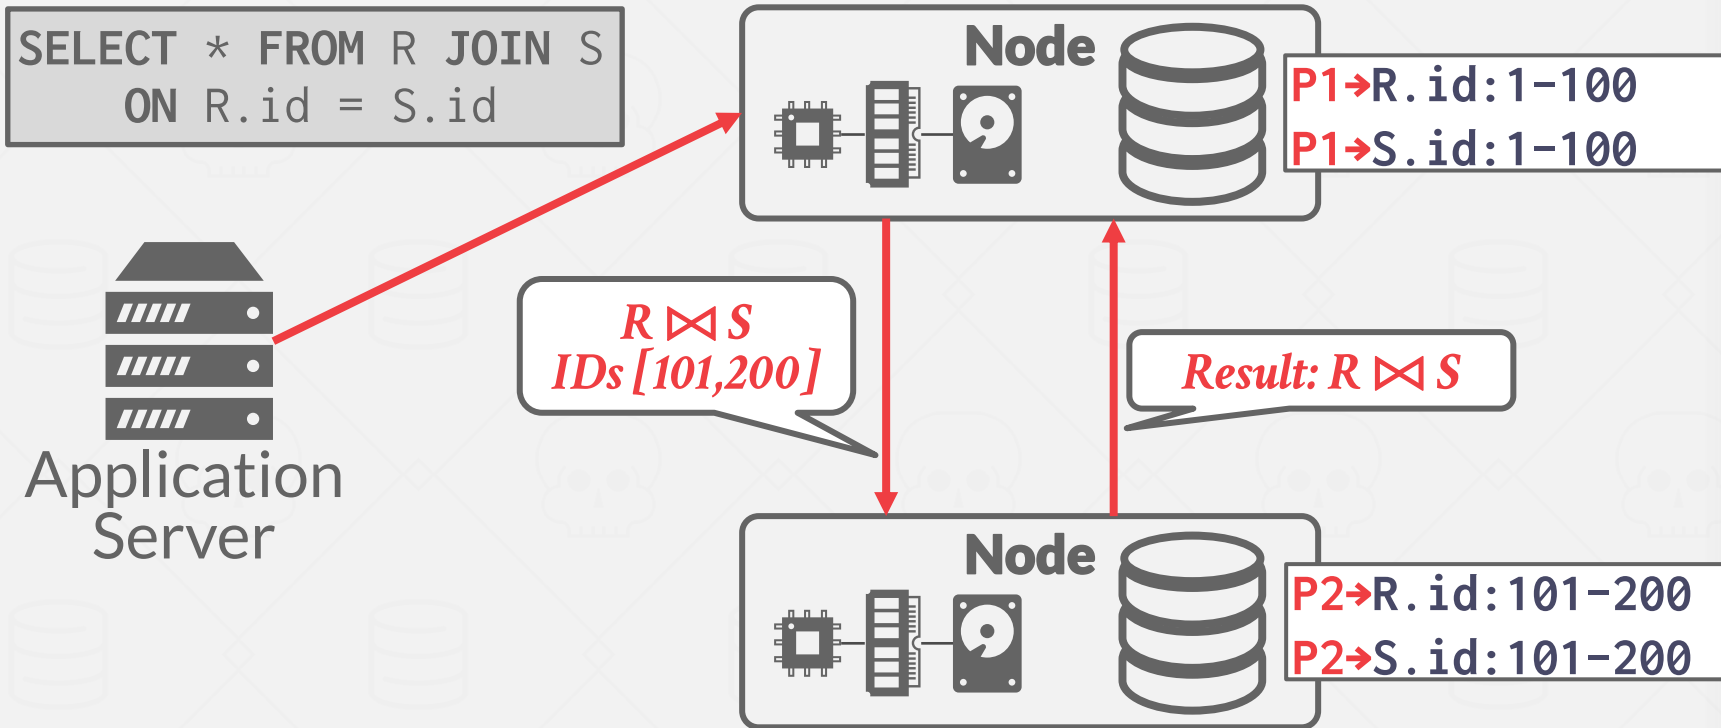 SELECT * FROM R JOIN S
ON R.id = S.id
Node
P1→R.id:1-100
P1→S.id:1-100
R ⋈ S
IDs [101,200]
Result: R ⋈ S
Application
Server
Node
P2→R.id:101-200
P2→S.id:101-200